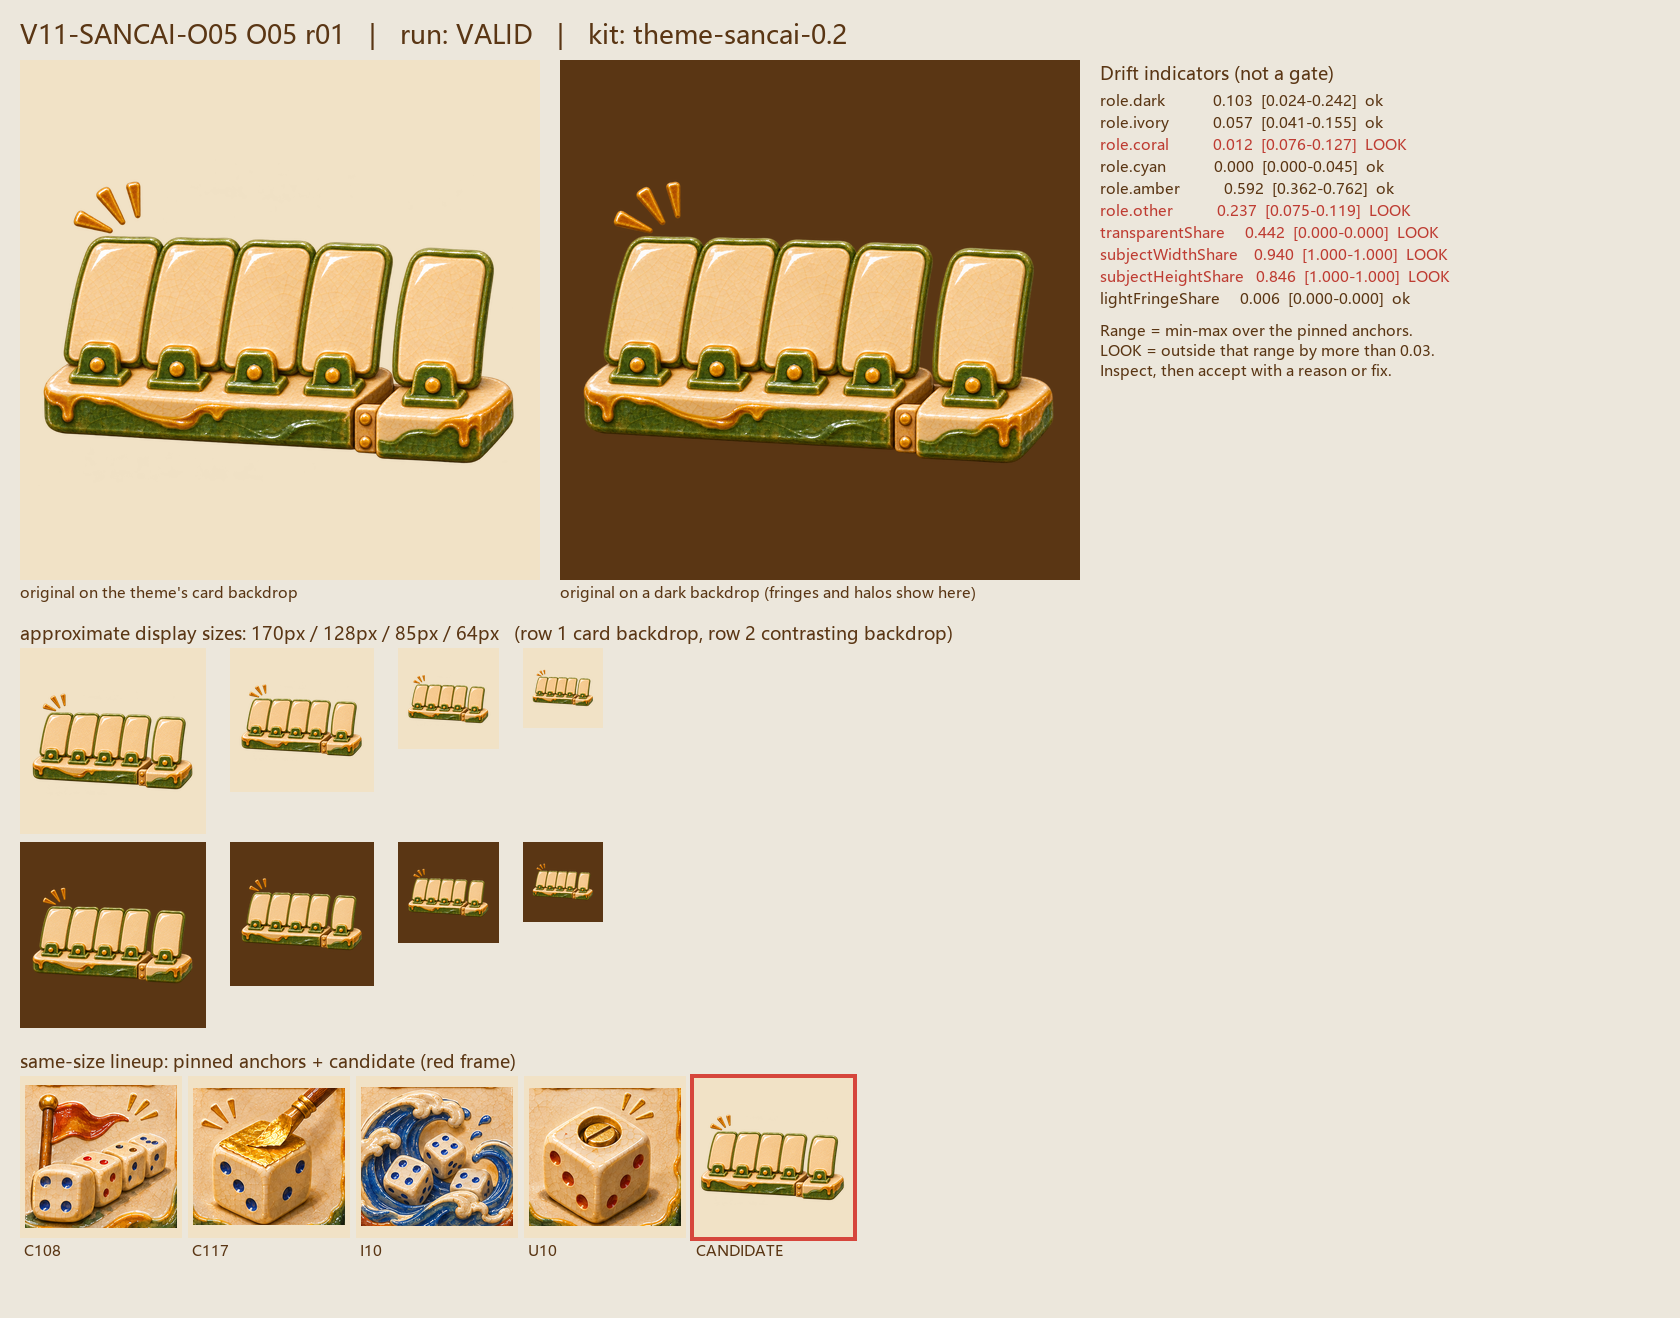 V11-SANCAI-O05 O05 r01 | run: VALID | kit: theme-sancai-0.2
Drift indicators (not a gate)
role.dark 0.103 [0.024-0.242] ok
role.ivory 0.057 [0.041-0.155] ok
role.coral 0.012 [0.076-0.127] LOOK
role.cyan 0.000 [0.000-0.045] ok
role.amber 0.592 [0.362-0.762] ok
role.other 0.237 [0.075-0.119] LOOK
transparentShare 0.442 [0.000-0.000] LOOK
subjectWidthShare 0.940 [1.000-1.000] LOOK
subjectHeightShare 0.846 [1.000-1.000] LOOK
lightFringeShare 0.006 [0.000-0.000] ok
Range = min-max over the pinned anchors.
LOOK = outside that range by more than 0.03.
Inspect, then accept with a reason or fix.
original on the theme's card backdrop
original on a dark backdrop (fringes and halos show here)
approximate display sizes: 170px / 128px / 85px / 64px (row 1 card backdrop, row 2 contrasting backdrop)
same-size lineup: pinned anchors + candidate (red frame)
C108
C117
I10
U10
CANDIDATE